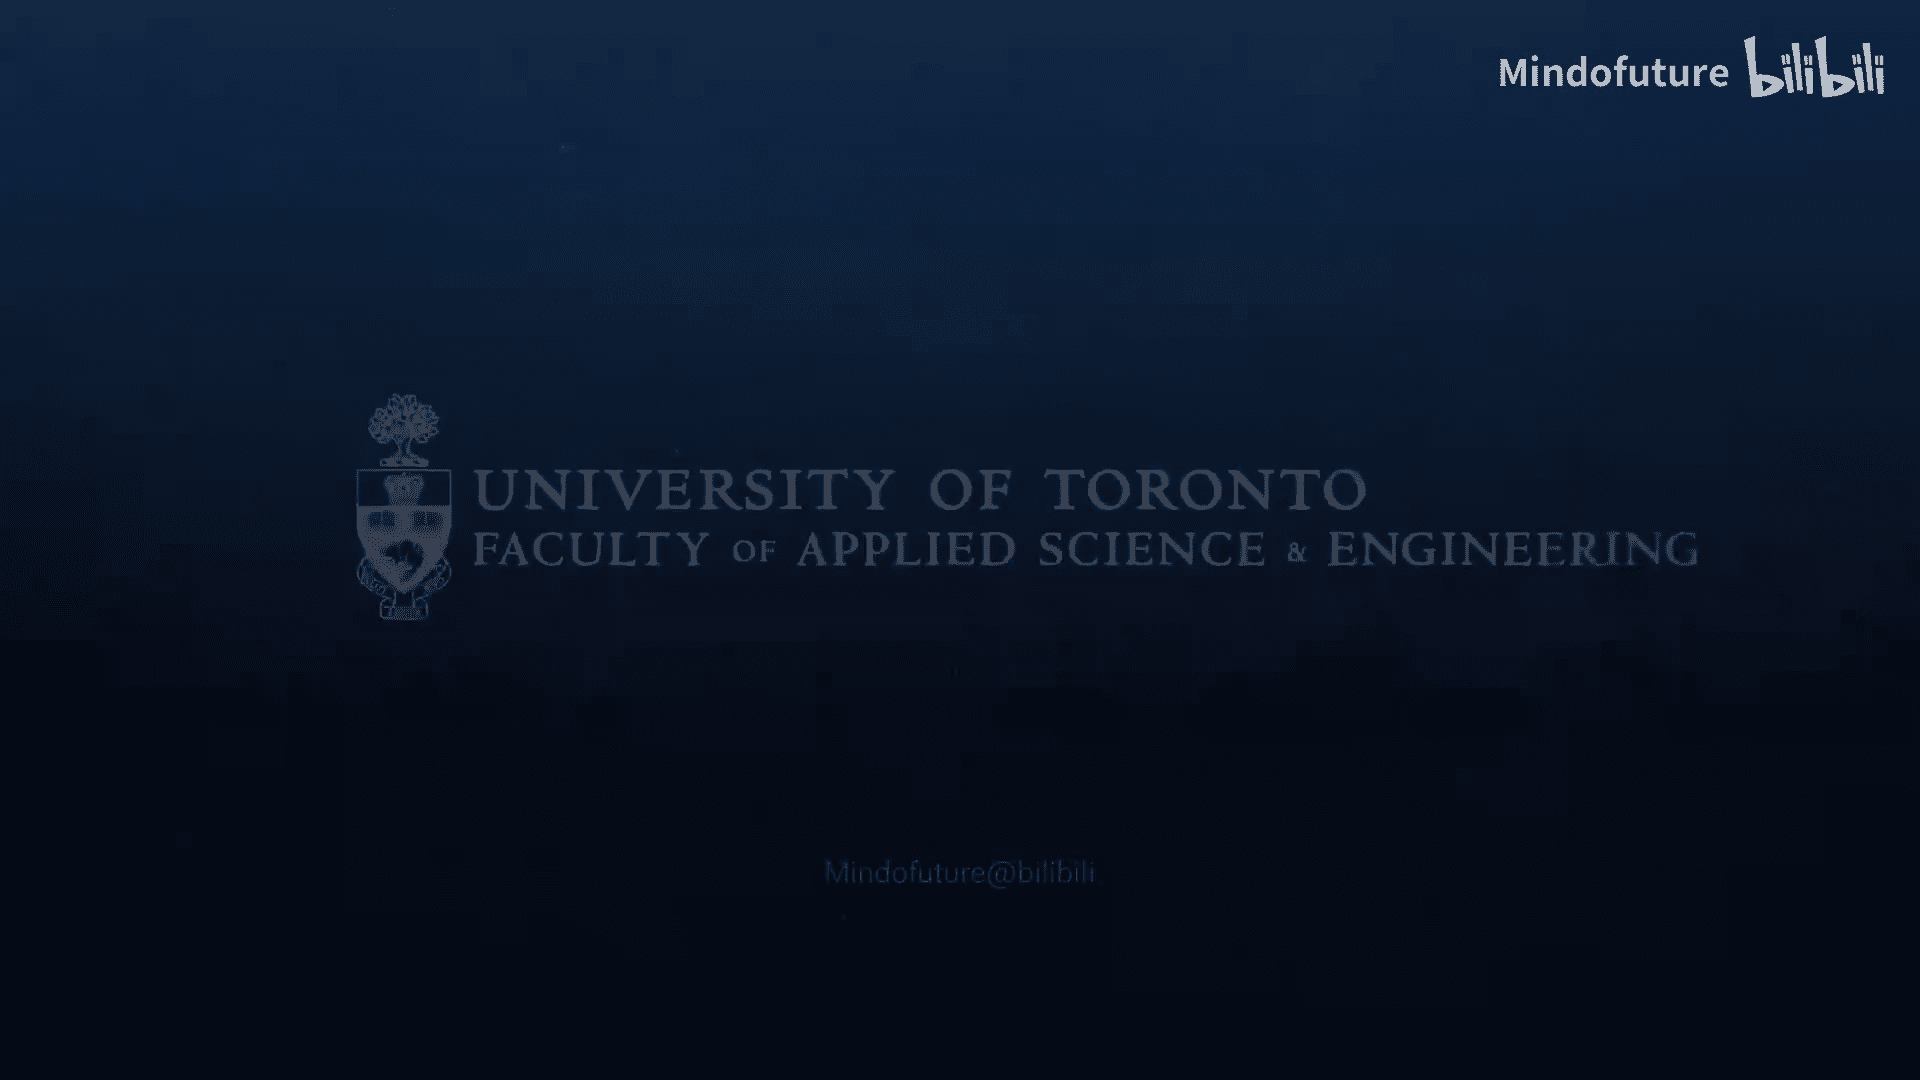 Mindofuture bilibili
UNIVERSITY OF TORONTO
FACULTY OF APPLIED SCIENCE & ENGINEERING
Mindofuture@bilibili